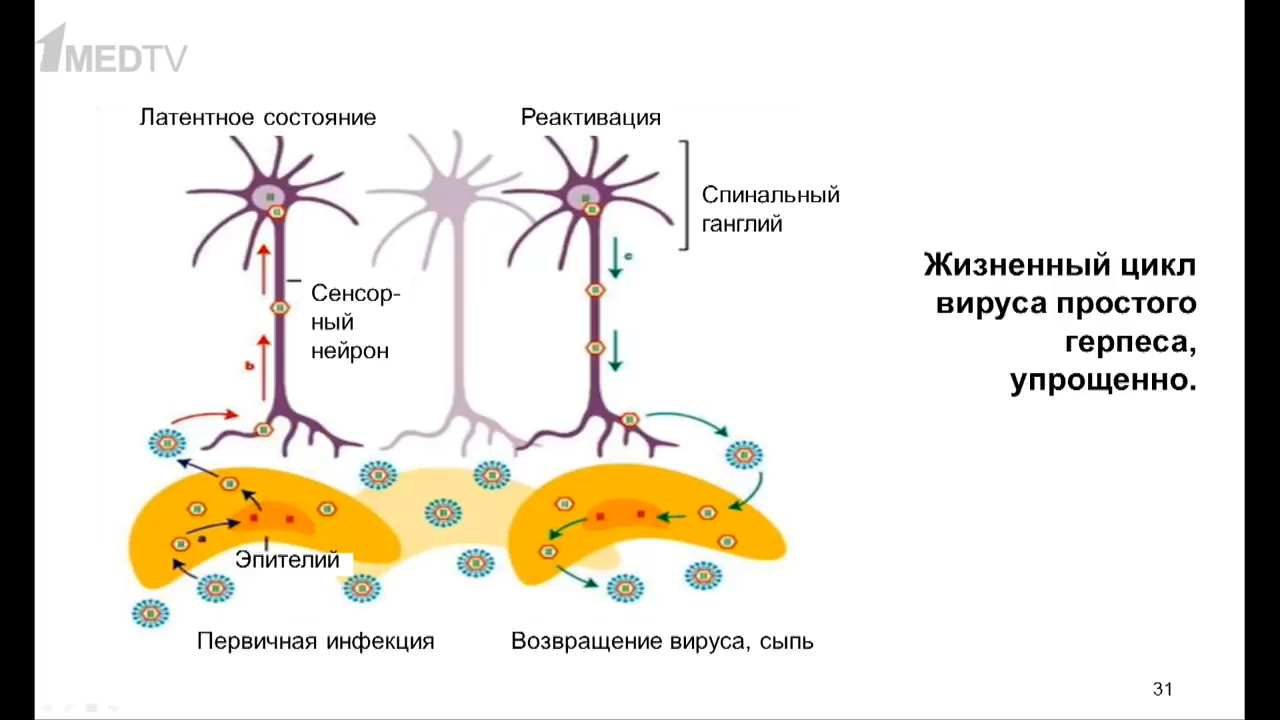 1MEDTV
Латентное состояние
Реактивация
Спинальный
ганглий
c
Сенсор-
ный
нейрон
b
Жизненный цикл
вируса простого
герпеса,
упрощенно.
a
Эпителий
Первичная инфекция
Возвращение вируса, сыпь
31